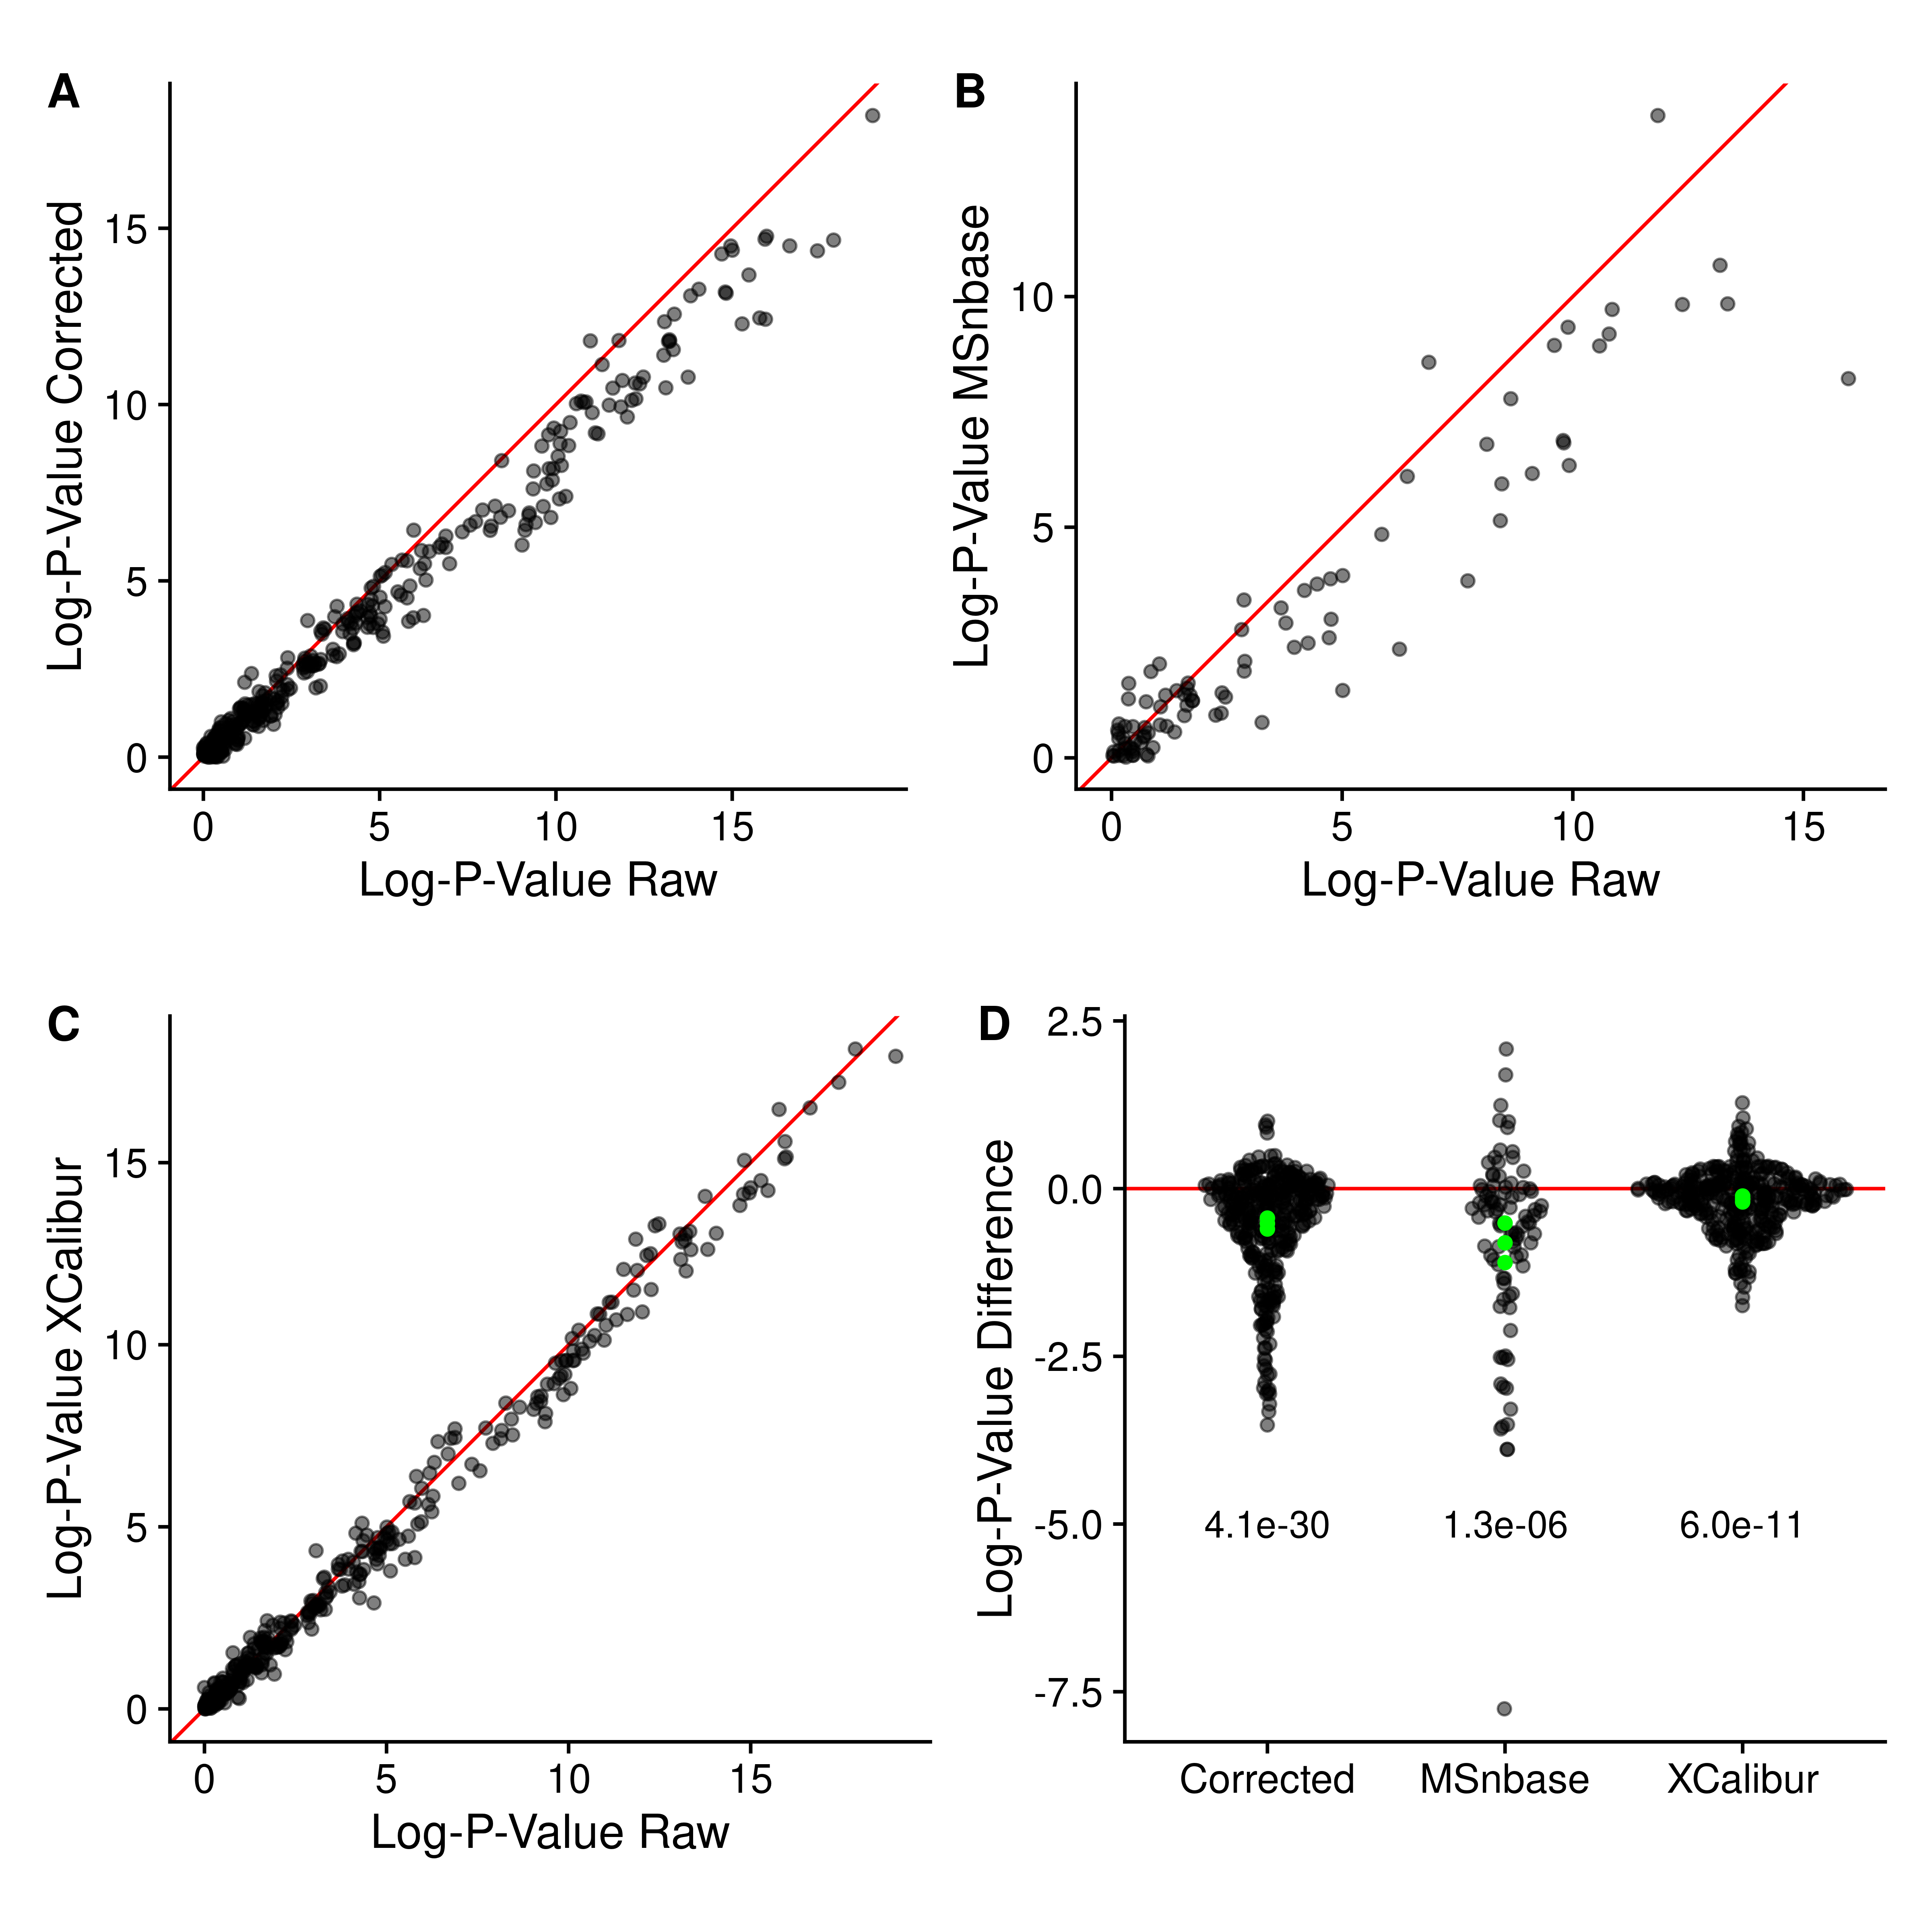 A
Log-P-Value Corrected
15
10
5
0
0 5 10 15
Log-P-Value Raw
B
Log-P-Value MSnbase
10
5
0
0 5 10 15
Log-P-Value Raw
C
Log-P-Value XCalibur
15
10
5
0
0 5 10 15
Log-P-Value Raw
D
Log-P-Value Difference
2.5
0.0
-2.5
-5.0
-7.5
4.1e-30 1.3e-06 6.0e-11
Corrected MSnbase XCalibur